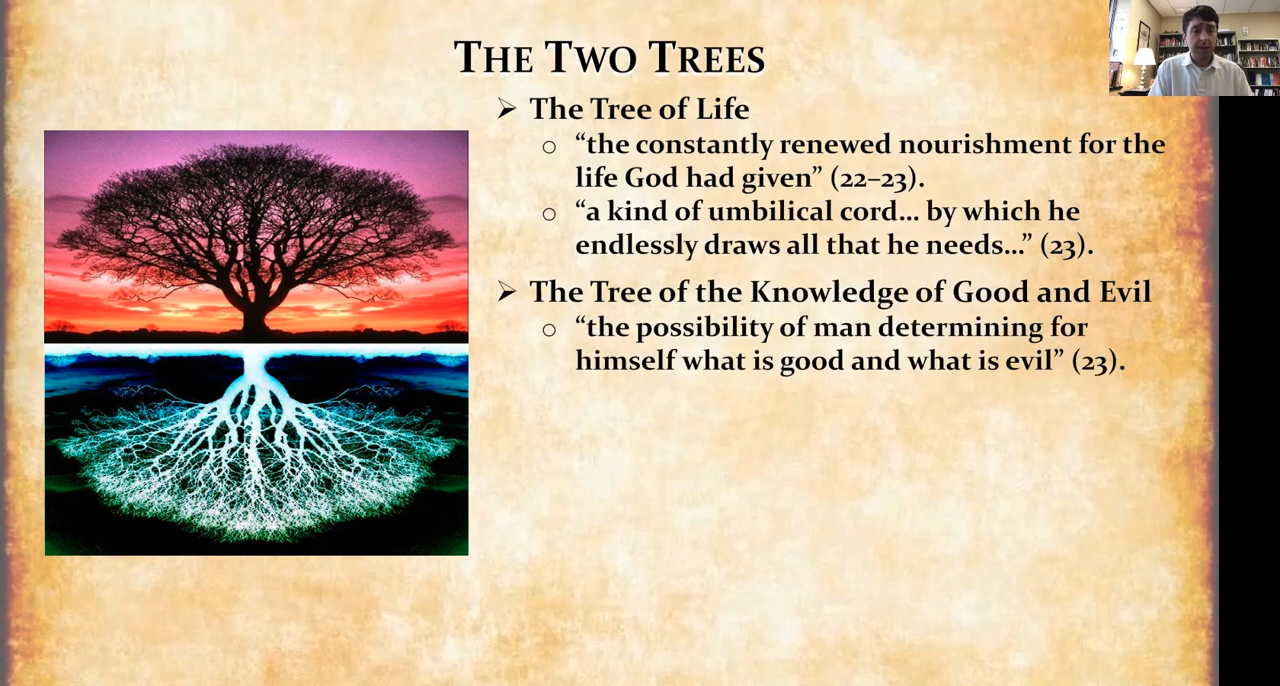 THE TWO TREES
➢ The Tree of Life
o “the constantly renewed nourishment for the
life God had given” (22–23).
o “a kind of umbilical cord… by which he
endlessly draws all that he needs…” (23).
➢ The Tree of the Knowledge of Good and Evil
o “the possibility of man determining for
himself what is good and what is evil” (23).